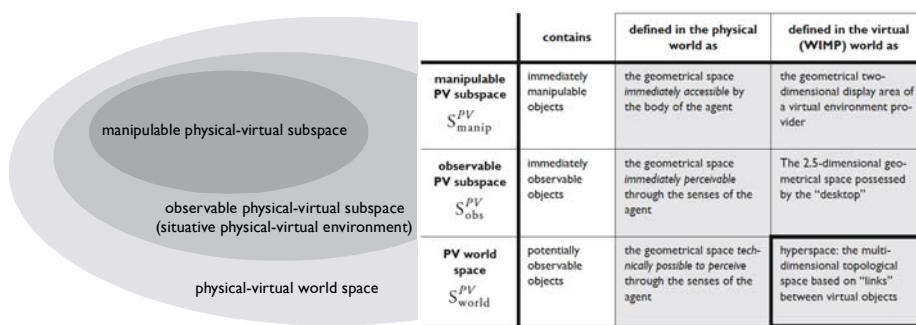 manipulable physical-virtual subspace
observable physical-virtual subspace
(situative physical-virtual environment)
physical-virtual world space
contains
defined in the physical
world as
defined in the virtual
(WIMP) world as
manipulable
PV subspace
S^{PV}_{manip}
immediately
manipulable
objects
the geometrical space
immediately accessible by
the body of the agent
the geometrical two-
dimensional display area of
a virtual environment pro-
vider
observable
PV subspace
S^{PV}_{obs}
immediately
observable
objects
the geometrical space
immediately perceivable
through the senses of the
agent
The 2.5-dimensional geo-
metrical space possessed
by the “desktop”
PV world
space
S^{PV}_{world}
potentially
observable
objects
the geometrical space tech-
nically possible to perceive
through the senses of the
agent
hyperspace: the multi-
dimensional topological
space based on “links”
between virtual objects